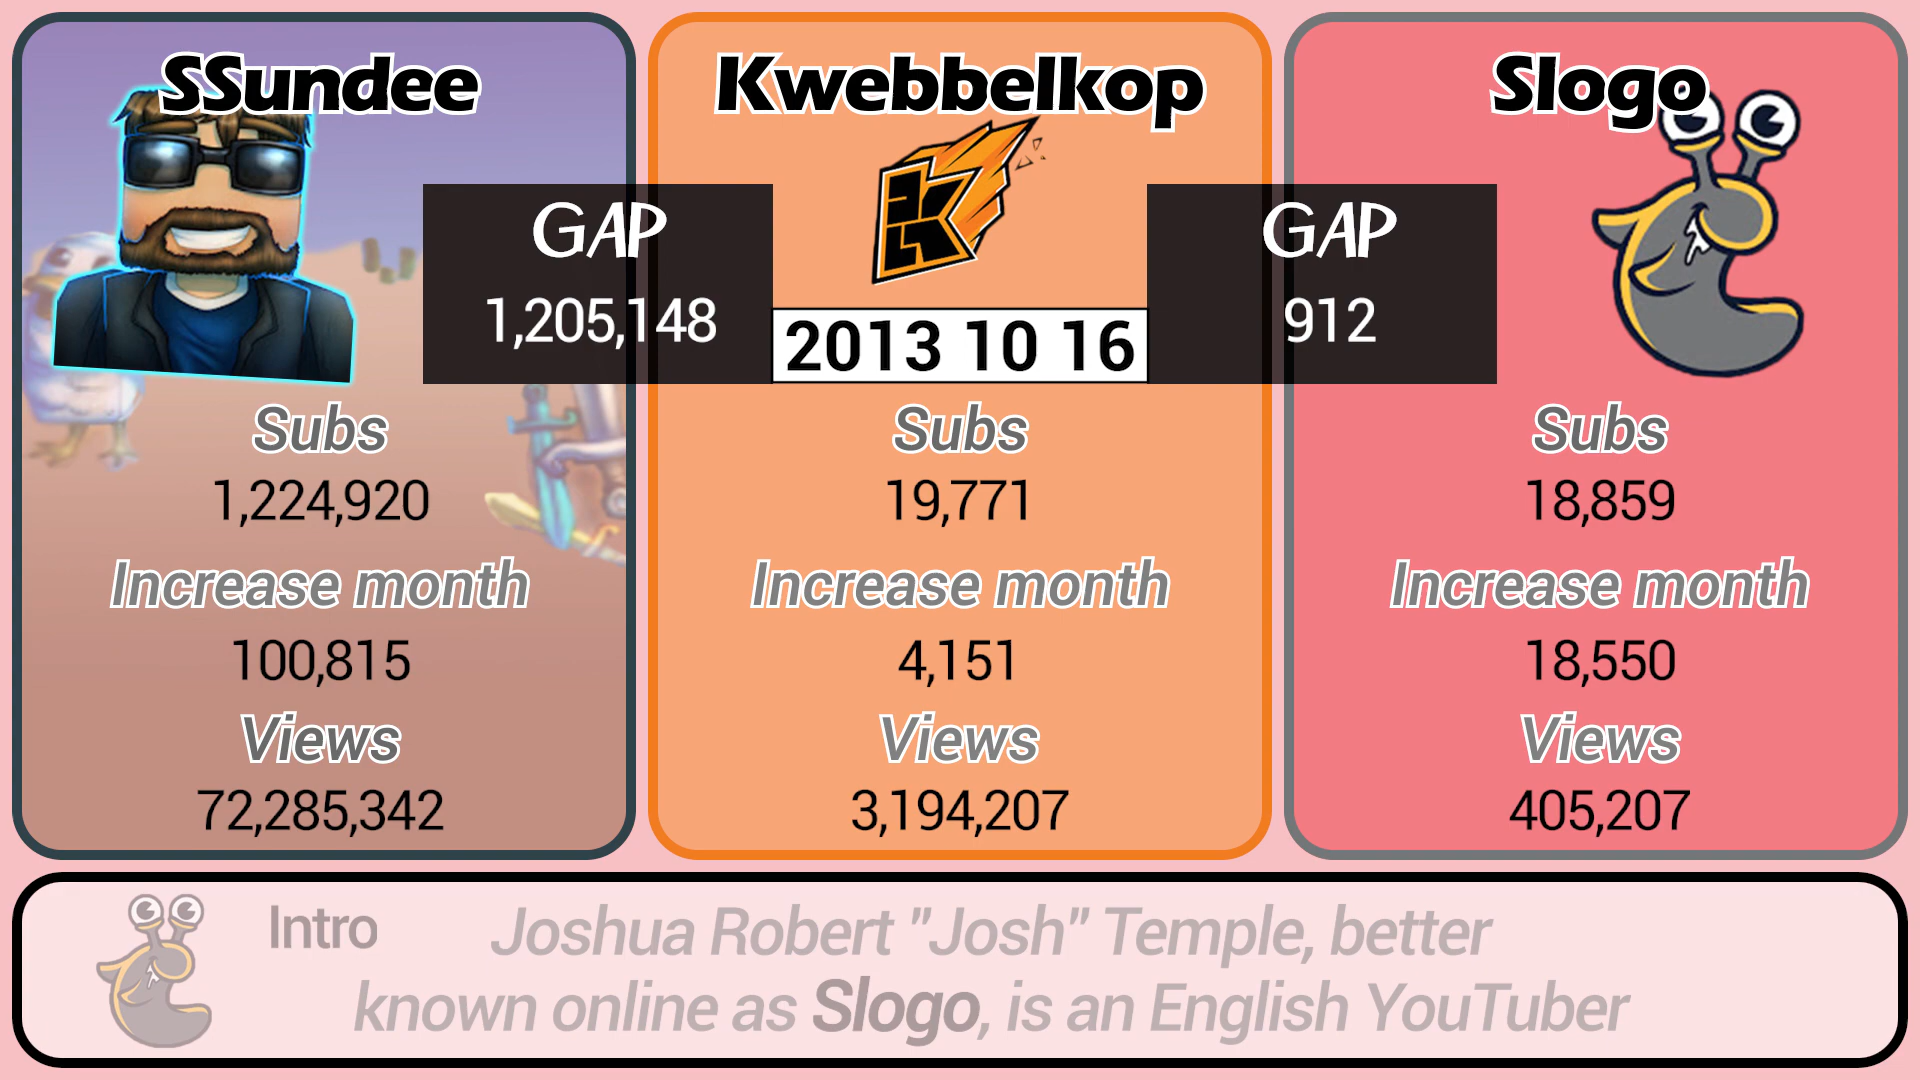 SSundee
Kwebbelkop
Slogo
GAP
1,205,148
2013 10 16
GAP
912
Subs
1,224,920
Increase month
100,815
Views
72,285,342
Subs
19,771
Increase month
4,151
Views
3,194,207
Subs
18,859
Increase month
18,550
Views
405,207
Intro
Joshua Robert "Josh" Temple, better
known online as Slogo, is an English YouTuber